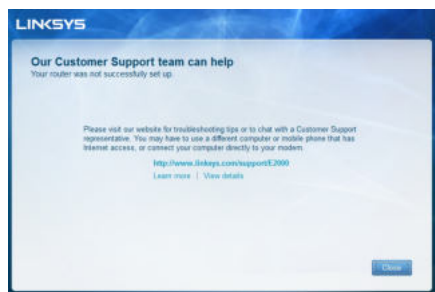 LINKSYS
Our Customer Support team can help
Your router was not successfully set up.
Please visit our website for troubleshooting tips or to chat with a Customer Support
representative. You may have to use a different computer or mobile phone that has
Internet access, or connect your computer directly to your modem.
http://www.linksys.com/support/E2000
Learn more | View details
Close